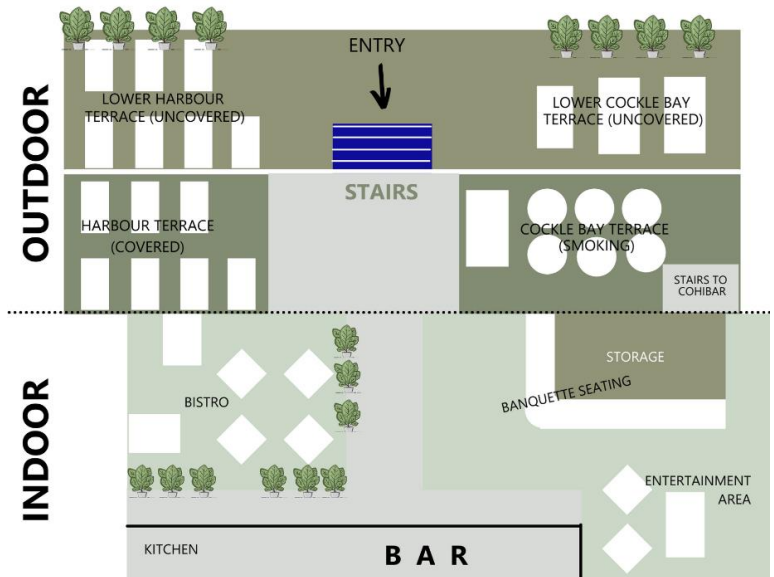 OUTDOOR
ENTRY
LOWER HARBOUR
TERRACE (UNCOVERED)
LOWER COCKLE BAY
TERRACE (UNCOVERED)
STAIRS
HARBOUR TERRACE
(COVERED)
COCKLE BAY TERRACE
(SMOKING)
STAIRS TO
COHIBAR
INDOOR
BISTRO
STORAGE
BANQUETTE SEATING
ENTERTAINMENT
AREA
KITCHEN
BAR